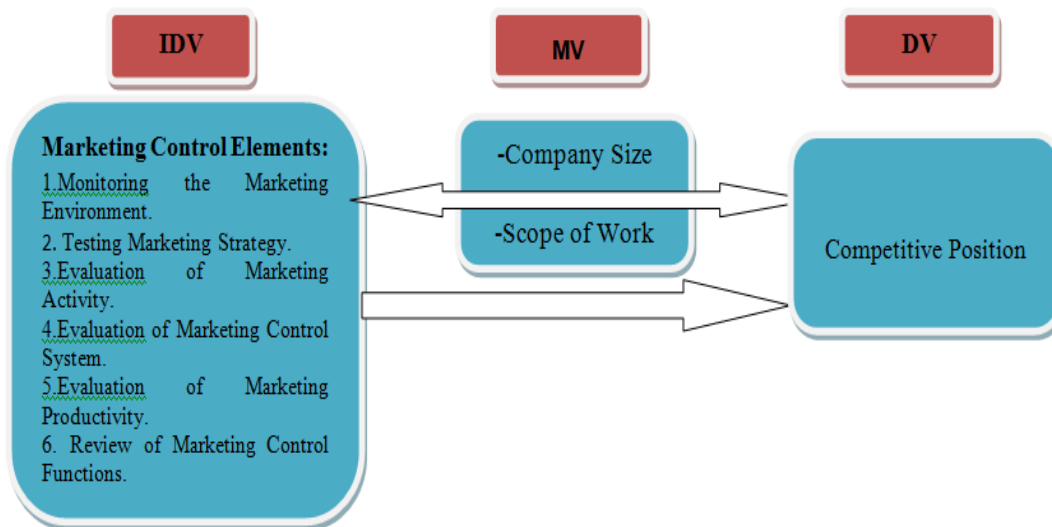 IDV
MV
DV
Marketing Control Elements:
1.Monitoring the Marketing
Environment.
2. Testing Marketing Strategy.
3.Evaluation of Marketing
Activity.
4.Evaluation of Marketing Control
System.
5.Evaluation of Marketing
Productivity.
6. Review of Marketing Control
Functions.
-Company Size
-Scope of Work
Competitive Position